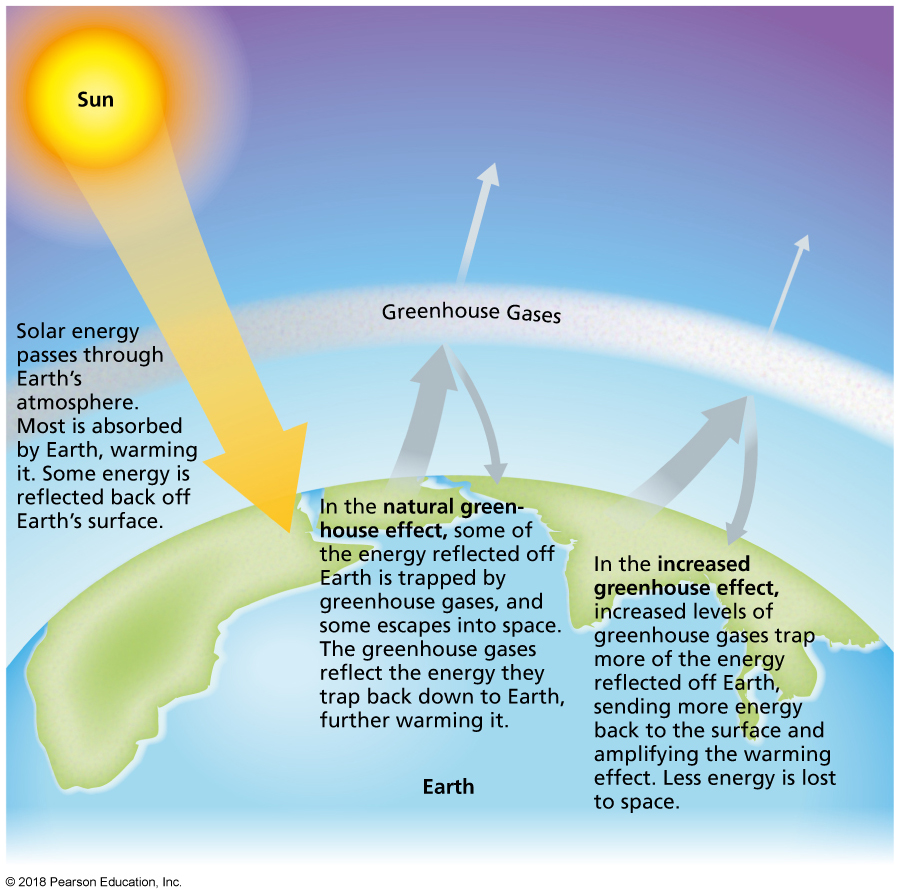 Sun
Greenhouse Gases
Solar energy
passes through
Earth's
atmosphere.
Most is absorbed
by Earth, warming
it. Some energy is
reflected back off
Earth's surface.
In the natural green-
house effect, some of
the energy reflected off
Earth is trapped by
greenhouse gases, and
some escapes into space.
The greenhouse gases
reflect the energy they
trap back down to Earth,
further warming it.
In the increased
greenhouse effect,
increased levels of
greenhouse gases trap
more of the energy
reflected off Earth,
sending more energy
back to the surface and
amplifying the warming
effect. Less energy is lost
to space.
Earth
© 2018 Pearson Education, Inc.